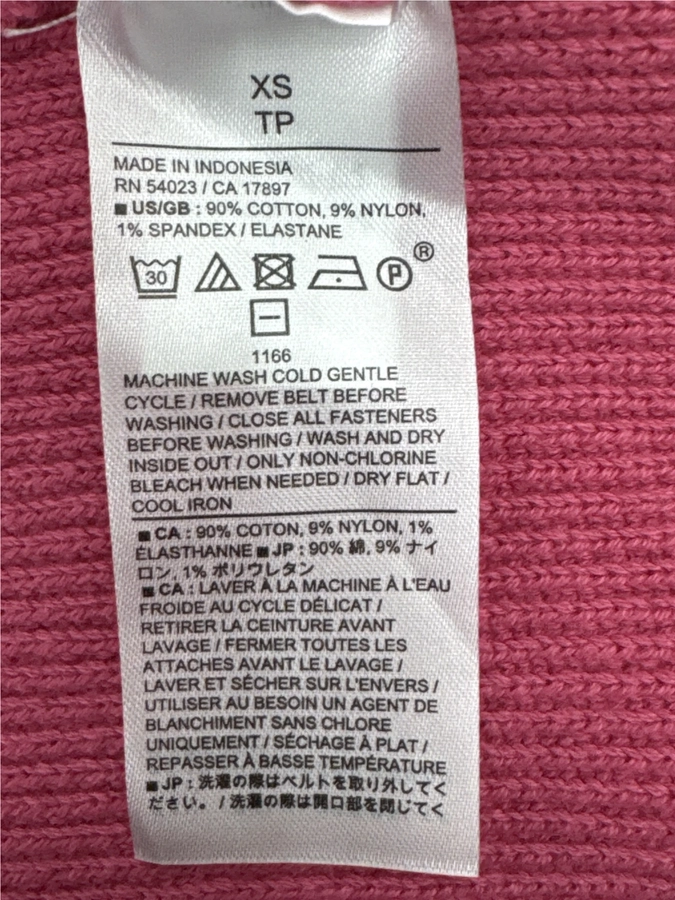 XS
TP
MADE IN INDONESIA
RN 54023 / CA 17897
■ US/GB : 90% COTTON, 9% NYLON,
1% SPANDEX / ELASTANE
30
P ®
1166
MACHINE WASH COLD GENTLE
CYCLE / REMOVE BELT BEFORE
WASHING / CLOSE ALL FASTENERS
BEFORE WASHING / WASH AND DRY
INSIDE OUT / ONLY NON-CHLORINE
BLEACH WHEN NEEDED / DRY FLAT /
COOL IRON
■ CA : 90% COTON, 9% NYLON, 1%
ÉLASTHANNE ■ JP : 90% 綿, 9% ナイ
ロン, 1% ポリウレタン
■ CA : LAVER À LA MACHINE À L'EAU
FROIDE AU CYCLE DÉLICAT /
RETIRER LA CEINTURE AVANT
LAVAGE / FERMER TOUTES LES
ATTACHES AVANT LE LAVAGE /
LAVER ET SÉCHER SUR L'ENVERS /
UTILISER AU BESOIN UN AGENT DE
BLANCHIMENT SANS CHLORE
UNIQUEMENT / SÉCHAGE À PLAT /
REPASSER À BASSE TEMPÉRATURE
■ JP : 洗濯の際はベルトを取り外してく
ださい。 / 洗濯の際は開口部を閉じてく